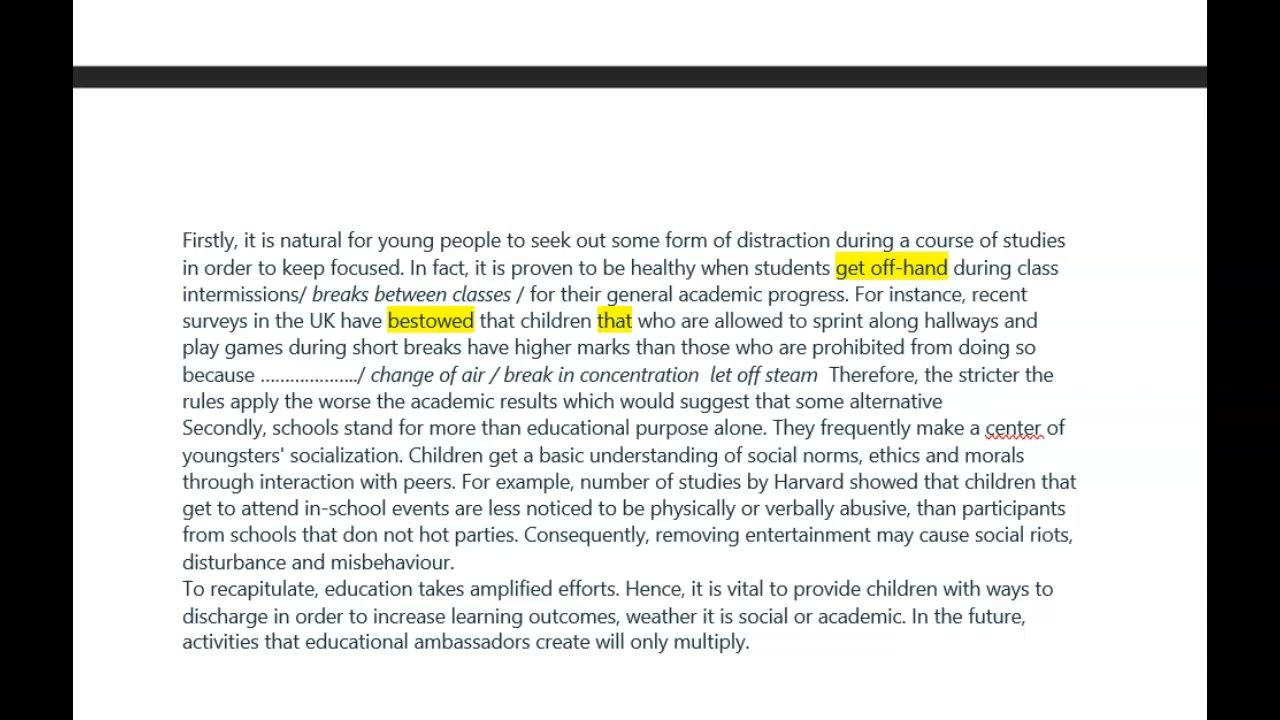 Firstly, it is natural for young people to seek out some form of distraction during a course of studies
in order to keep focused. In fact, it is proven to be healthy when students get off-hand during class
intermissions/ breaks between classes / for their general academic progress. For instance, recent
surveys in the UK have bestowed that children that who are allowed to sprint along hallways and
play games during short breaks have higher marks than those who are prohibited from doing so
because …………………/ change of air / break in concentration  let off steam  Therefore, the stricter the
rules apply the worse the academic results which would suggest that some alternative
Secondly, schools stand for more than educational purpose alone. They frequently make a center of
youngsters' socialization. Children get a basic understanding of social norms, ethics and morals
through interaction with peers. For example, number of studies by Harvard showed that children that
get to attend in-school events are less noticed to be physically or verbally abusive, than participants
from schools that don not hot parties. Consequently, removing entertainment may cause social riots,
disturbance and misbehaviour.
To recapitulate, education takes amplified efforts. Hence, it is vital to provide children with ways to
discharge in order to increase learning outcomes, weather it is social or academic. In the future,
activities that educational ambassadors create will only multiply.